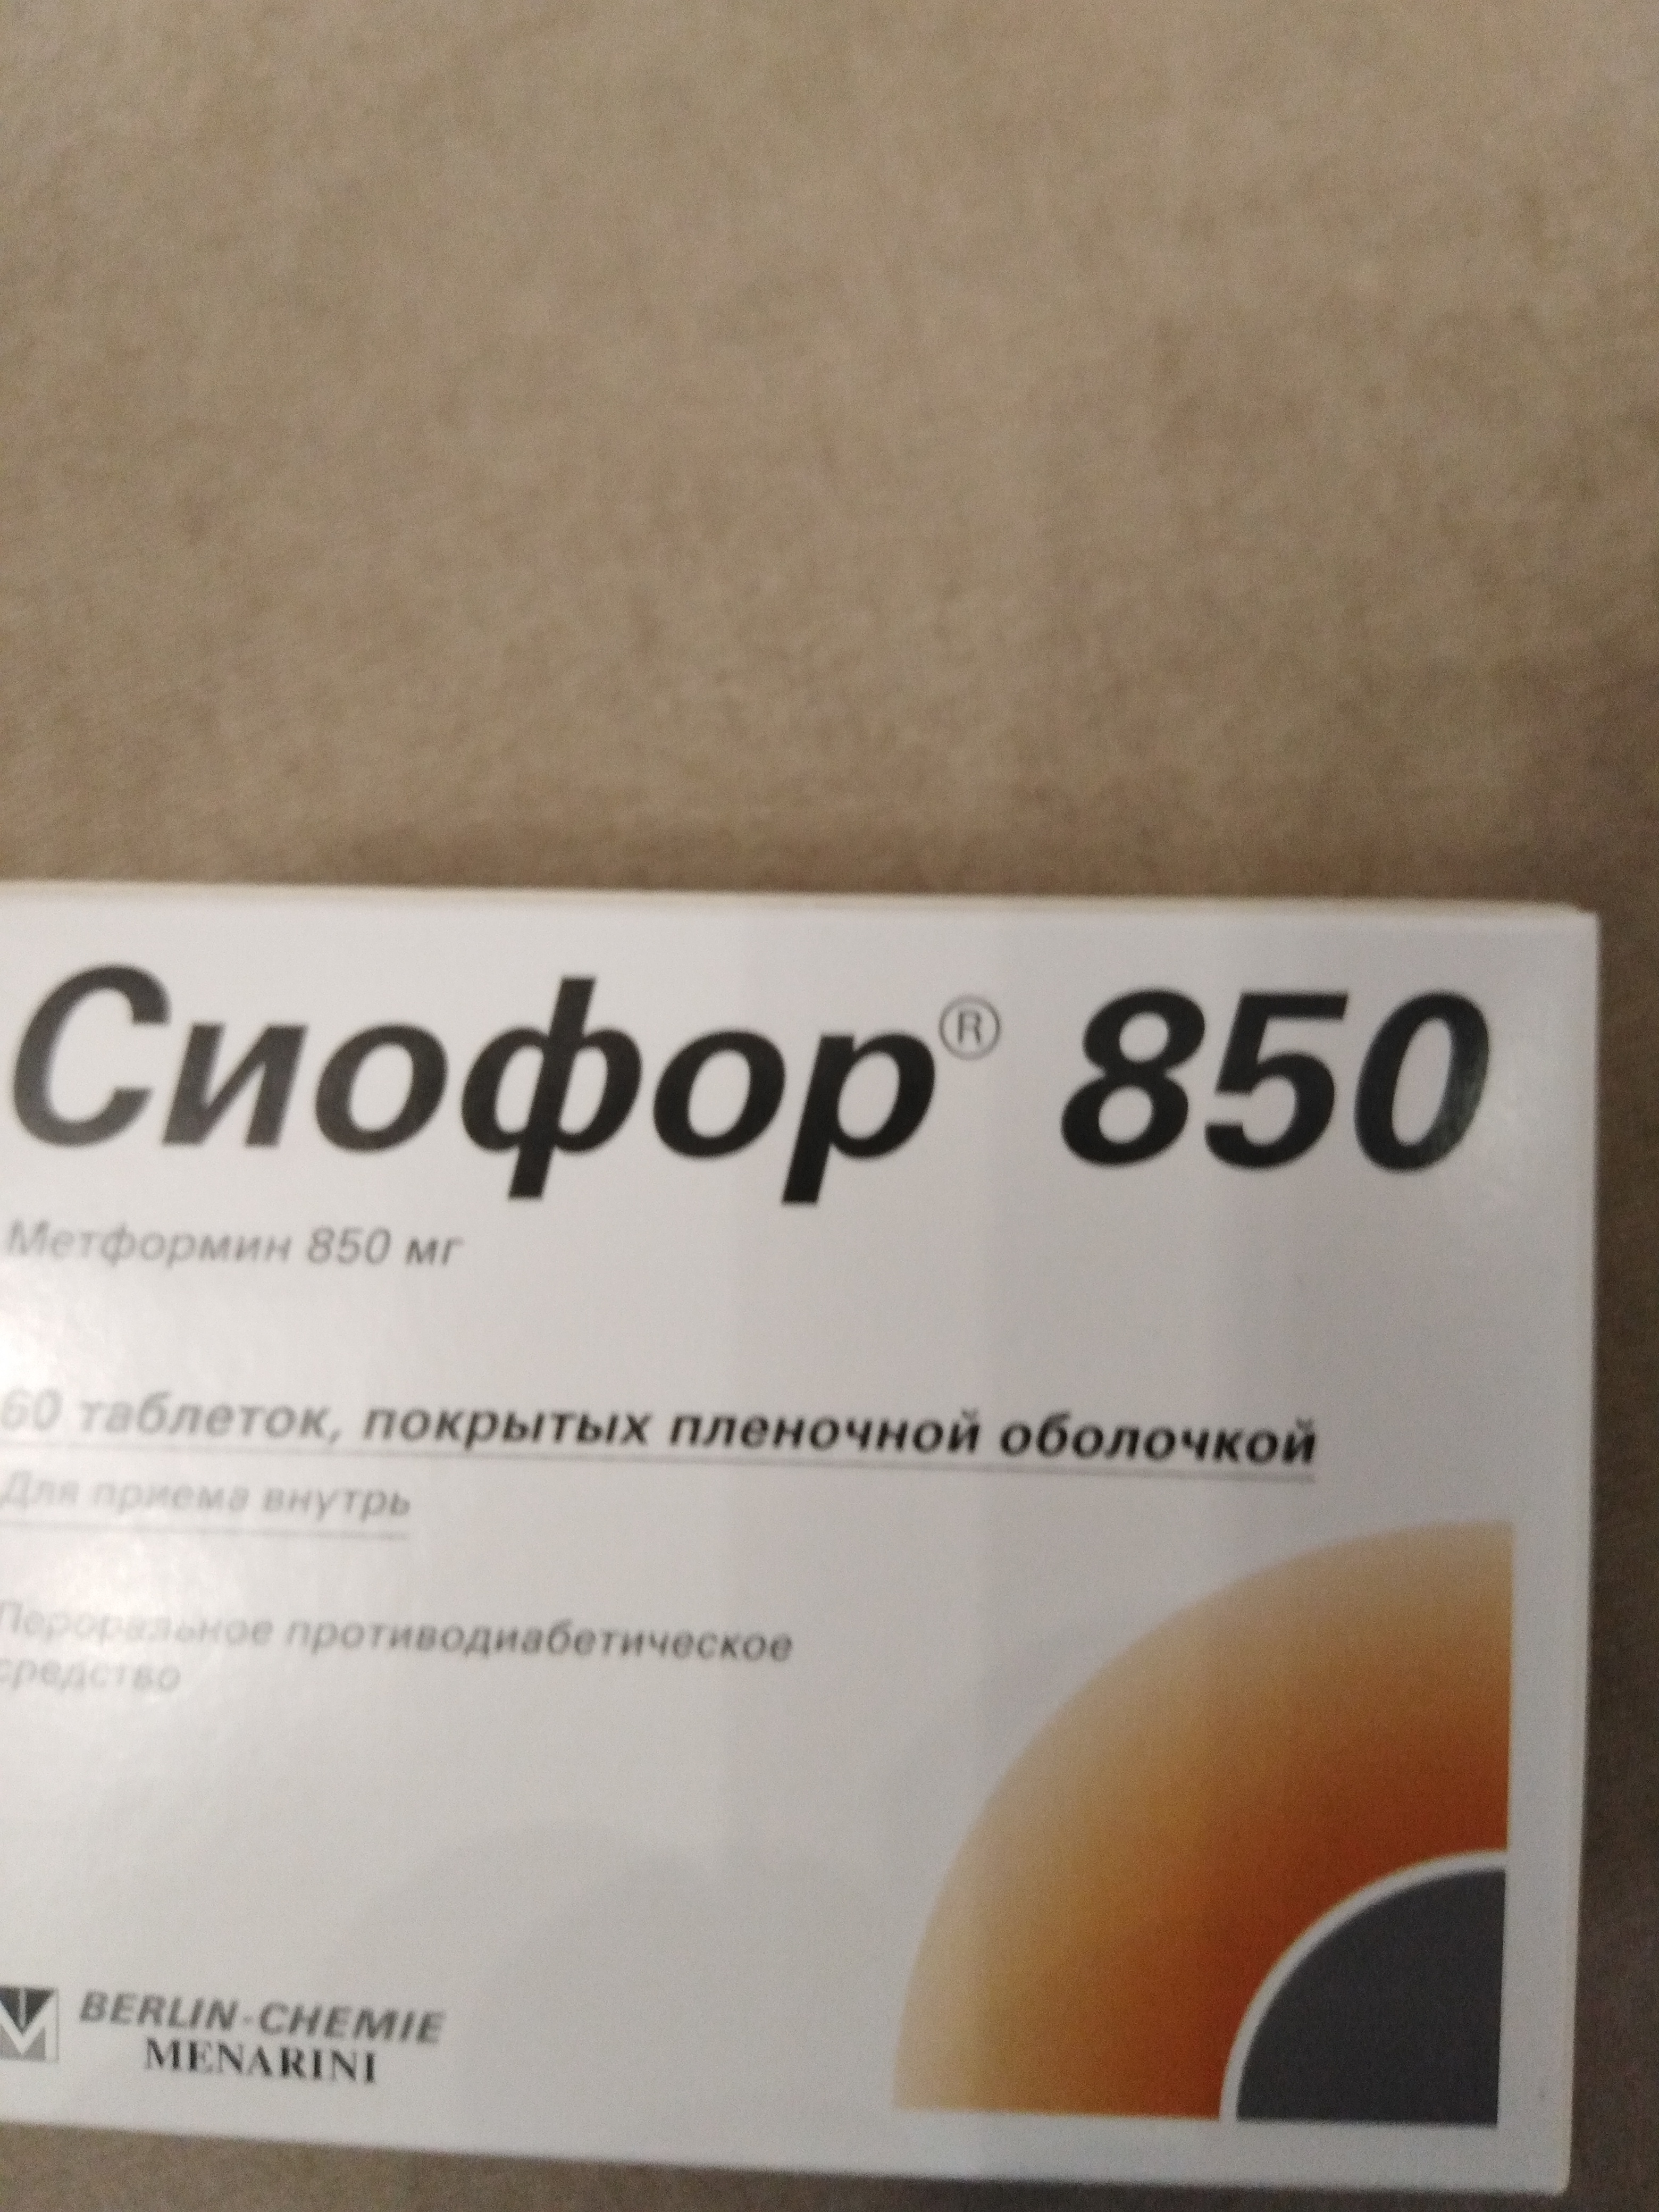 Сиофор® 850
Метформин 850 мг
60 таблеток, покрытых пленочной оболочкой
Для приема внутрь
Пероральное противодиабетическое
средство
BERLIN-CHEMIE
MENARINI